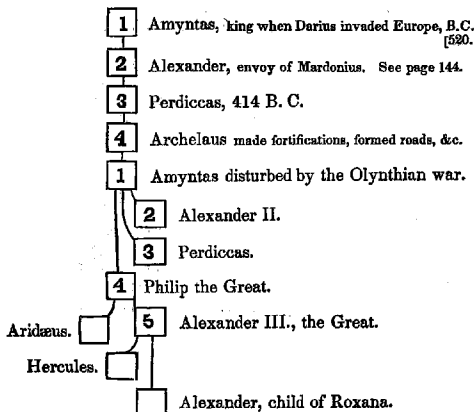 1 Amyntas, king when Darius invaded Europe, B.C.
[520.
2 Alexander, envoy of Mardonius. See page 144.
3 Perdiccas, 414 B. C.
4 Archelaus made fortifications, formed roads, &c.
1 Amyntas disturbed by the Olynthian war.
2 Alexander II.
3 Perdiccas.
4 Philip the Great.
5 Alexander III., the Great.
Aridæus.
Hercules.
Alexander, child of Roxana.